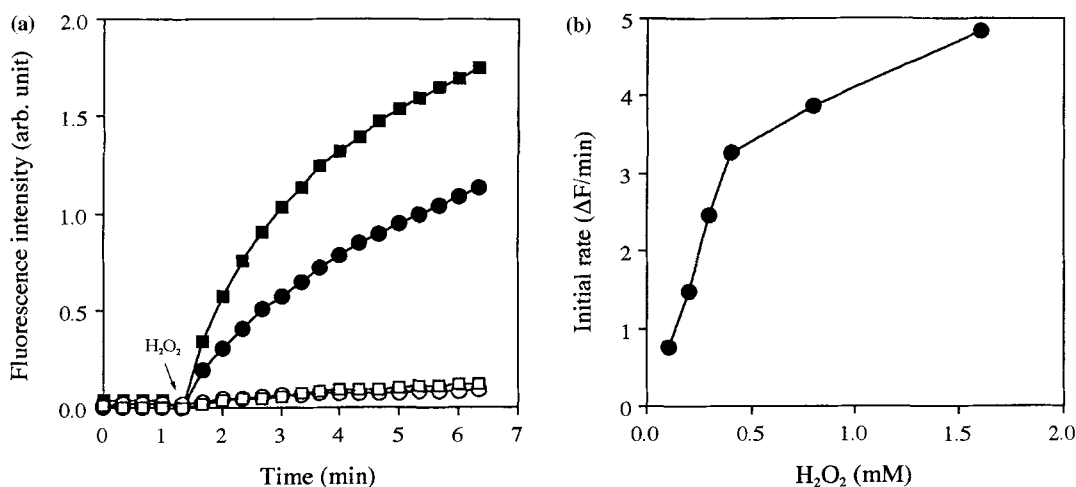 (a)
Fluorescence intensity (arb. unit)
2.0
1.5
1.0
0.5
0.0
H₂O₂
0 1 2 3 4 5 6 7
Time (min)
(b)
Initial rate (ΔF/min)
5
4
3
2
1
0
0.0 0.5 1.0 1.5 2.0
H₂O₂ (mM)